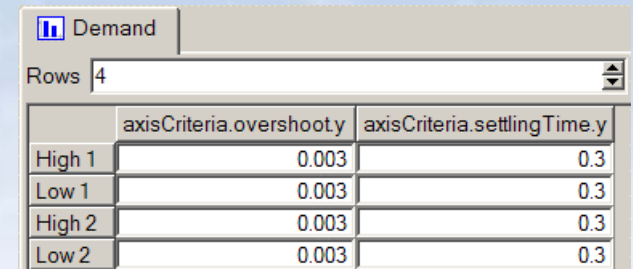 Demand
Rows 4
axisCriteria.overshoot.y axisCriteria.settlingTime.y
High 1 0.003 0.3
Low 1 0.003 0.3
High 2 0.003 0.3
Low 2 0.003 0.3